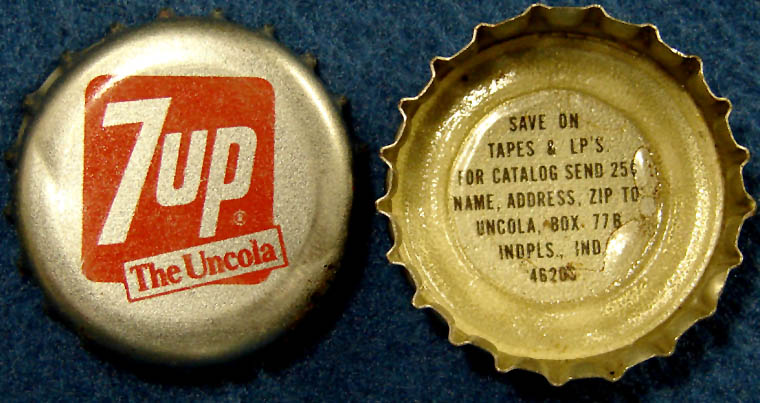 7up
®
The Uncola
SAVE ON
TAPES & LP'S.
FOR CATALOG SEND 25¢
NAME, ADDRESS, ZIP TO
UNCOLA, BOX 77B
INDPLS., IND.